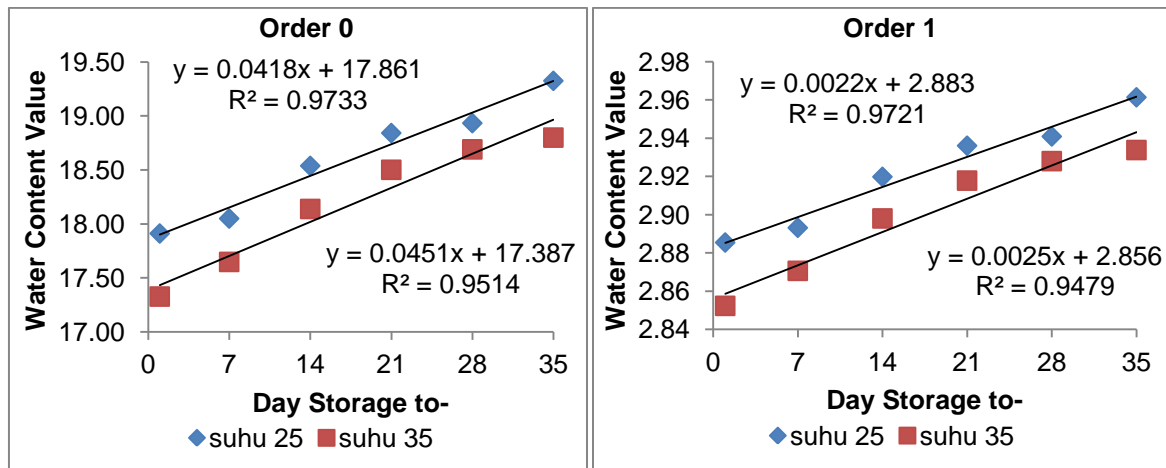 Order 0
19.50
19.00
18.50
18.00
17.50
17.00
Water Content Value
y = 0.0418x + 17.861
R² = 0.9733
y = 0.0451x + 17.387
R² = 0.9514
0 7 14 21 28 35
Day Storage to-
suhu 25 suhu 35
Order 1
2.98
2.96
2.94
2.92
2.90
2.88
2.86
2.84
Water Content Value
y = 0.0022x + 2.883
R² = 0.9721
y = 0.0025x + 2.856
R² = 0.9479
0 7 14 21 28 35
Day Storage to-
suhu 25 suhu 35